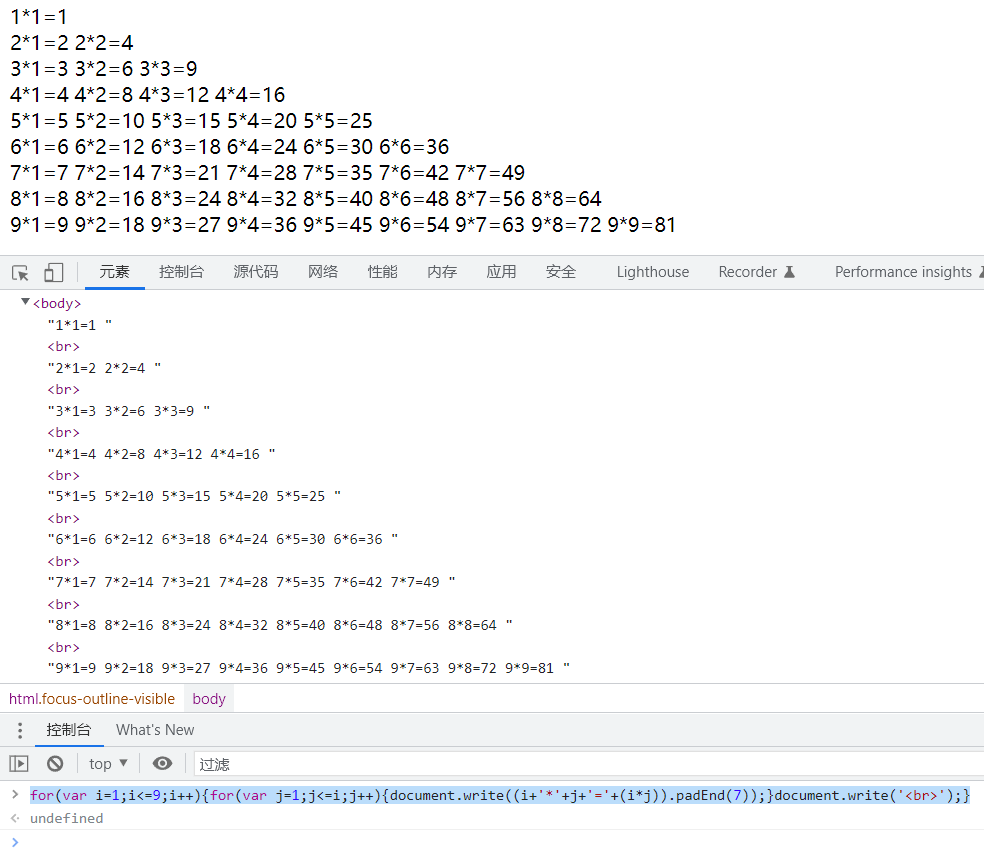 1*1=1
2*1=2 2*2=4
3*1=3 3*2=6 3*3=9
4*1=4 4*2=8 4*3=12 4*4=16
5*1=5 5*2=10 5*3=15 5*4=20 5*5=25
6*1=6 6*2=12 6*3=18 6*4=24 6*5=30 6*6=36
7*1=7 7*2=14 7*3=21 7*4=28 7*5=35 7*6=42 7*7=49
8*1=8 8*2=16 8*3=24 8*4=32 8*5=40 8*6=48 8*7=56 8*8=64
9*1=9 9*2=18 9*3=27 9*4=36 9*5=45 9*6=54 9*7=63 9*8=72 9*9=81
元素 控制台 源代码 网络 性能 内存 应用 安全 Lighthouse Recorder Performance insights
<body>
"1*1=1 "
<br>
"2*1=2 2*2=4 "
<br>
"3*1=3 3*2=6 3*3=9 "
<br>
"4*1=4 4*2=8 4*3=12 4*4=16 "
<br>
"5*1=5 5*2=10 5*3=15 5*4=20 5*5=25 "
<br>
"6*1=6 6*2=12 6*3=18 6*4=24 6*5=30 6*6=36 "
<br>
"7*1=7 7*2=14 7*3=21 7*4=28 7*5=35 7*6=42 7*7=49 "
<br>
"8*1=8 8*2=16 8*3=24 8*4=32 8*5=40 8*6=48 8*7=56 8*8=64 "
<br>
"9*1=9 9*2=18 9*3=27 9*4=36 9*5=45 9*6=54 9*7=63 9*8=72 9*9=81 "
html.focus-outline-visible body
控制台 What's New
top 过滤
for(var i=1;i<=9;i++){for(var j=1;j<=i;j++){document.write((i+'*'+j+'='+(i*j)).padEnd(7));}document.write('<br>');}
undefined